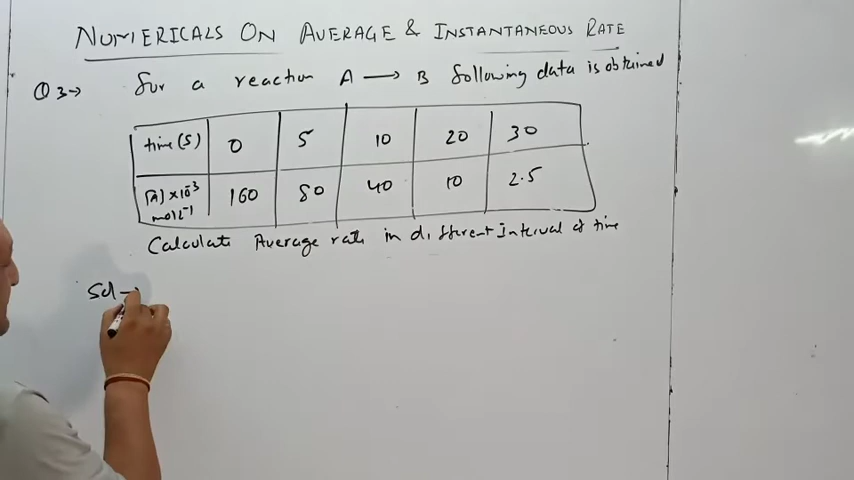 NUMERICALS ON AVERAGE & INSTANTANEOUS RATE
Q 3→ For a reaction A → B following data is obtained
time (S) 0 5 10 20 30
[A] × 10⁻³ mol L⁻¹ 160 80 40 10 2.5
Calculate Average rate in different Interval of time
Sol →